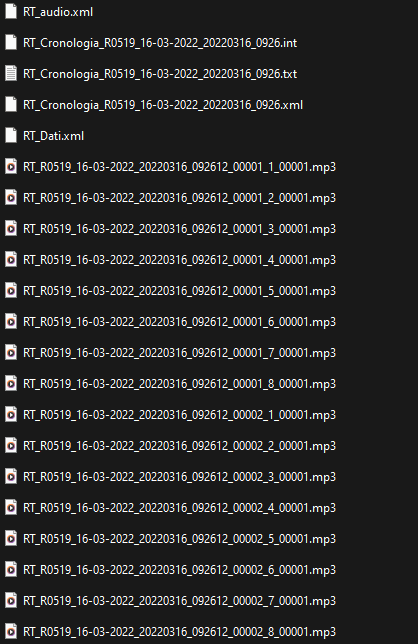 RT_audio.xml
RT_Cronologia_R0519_16-03-2022_20220316_0926.int
RT_Cronologia_R0519_16-03-2022_20220316_0926.txt
RT_Cronologia_R0519_16-03-2022_20220316_0926.xml
RT_Dati.xml
RT_R0519_16-03-2022_20220316_092612_00001_1_00001.mp3
RT_R0519_16-03-2022_20220316_092612_00001_2_00001.mp3
RT_R0519_16-03-2022_20220316_092612_00001_3_00001.mp3
RT_R0519_16-03-2022_20220316_092612_00001_4_00001.mp3
RT_R0519_16-03-2022_20220316_092612_00001_5_00001.mp3
RT_R0519_16-03-2022_20220316_092612_00001_6_00001.mp3
RT_R0519_16-03-2022_20220316_092612_00001_7_00001.mp3
RT_R0519_16-03-2022_20220316_092612_00001_8_00001.mp3
RT_R0519_16-03-2022_20220316_092612_00002_1_00001.mp3
RT_R0519_16-03-2022_20220316_092612_00002_2_00001.mp3
RT_R0519_16-03-2022_20220316_092612_00002_3_00001.mp3
RT_R0519_16-03-2022_20220316_092612_00002_4_00001.mp3
RT_R0519_16-03-2022_20220316_092612_00002_5_00001.mp3
RT_R0519_16-03-2022_20220316_092612_00002_6_00001.mp3
RT_R0519_16-03-2022_20220316_092612_00002_7_00001.mp3
RT_R0519_16-03-2022_20220316_092612_00002_8_00001.mp3